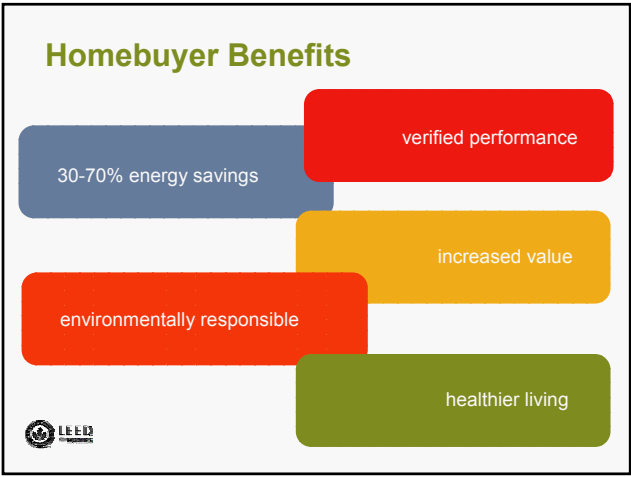 Homebuyer Benefits
verified performance
30-70% energy savings
increased value
environmentally responsible
healthier living
LEED